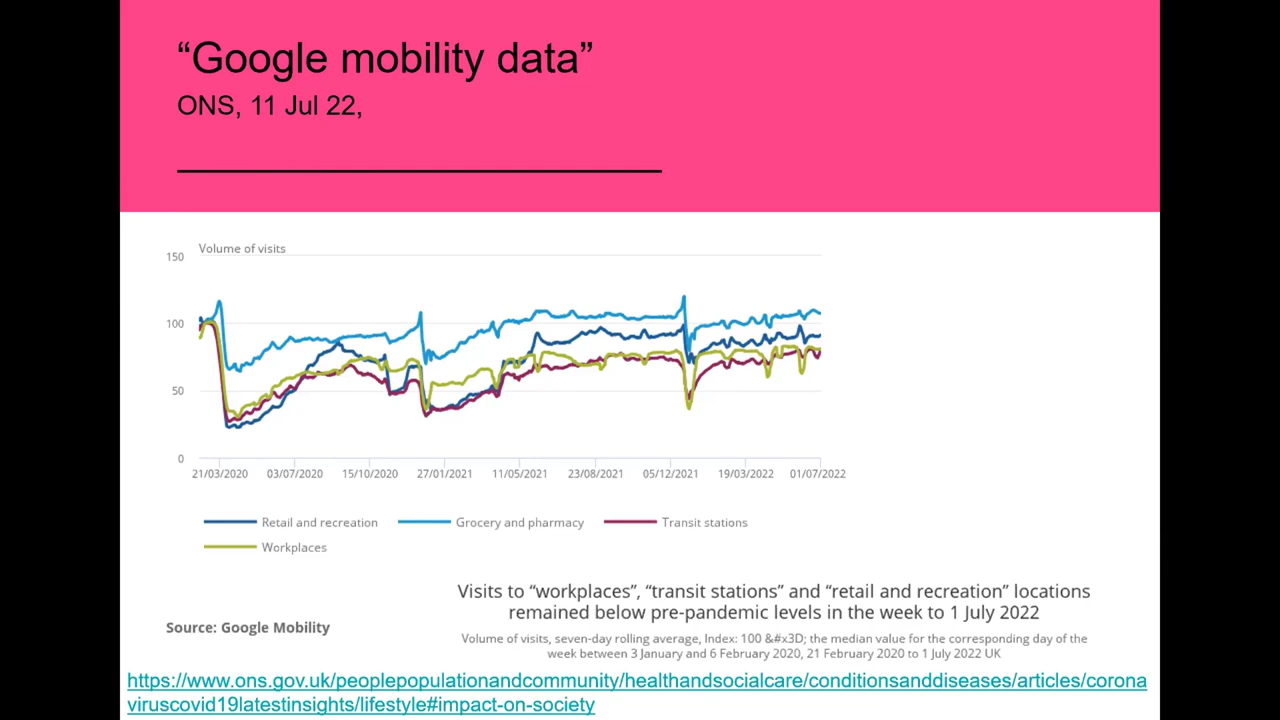 “Google mobility data”
ONS, 11 Jul 22,
Volume of visits
150
100
50
0
21/03/2020 03/07/2020 15/10/2020 27/01/2021 11/05/2021 23/08/2021 05/12/2021 19/03/2022 01/07/2022
Retail and recreation Grocery and pharmacy Transit stations
Workplaces
Visits to “workplaces”, “transit stations” and “retail and recreation” locations
remained below pre-pandemic levels in the week to 1 July 2022
Source: Google Mobility
Volume of visits, seven-day rolling average, Index: 100 &#x3D; the median value for the corresponding day of the
week between 3 January and 6 February 2020, 21 February 2020 to 1 July 2022 UK
https://www.ons.gov.uk/peoplepopulationandcommunity/healthandsocialcare/conditionsanddiseases/articles/corona
viruscovid19latestinsights/lifestyle#impact-on-society